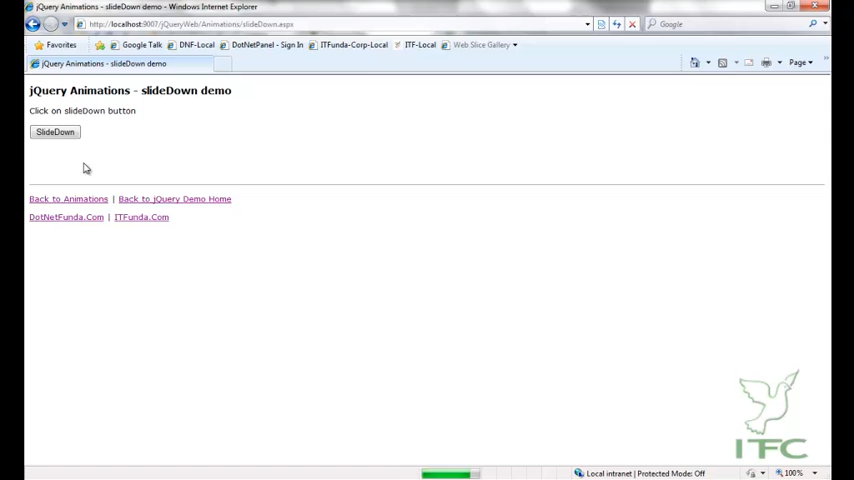 jQuery Animations - slideDown demo - Windows Internet Explorer
http://localhost:9007/jQueryWeb/Animations/slideDown.aspx
Google
Favorites
Google Talk
DNF-Local
DotNetPanel - Sign In
ITFunda-Corp-Local
ITF-Local
Web Slice Gallery
jQuery Animations - slideDown demo
Page
jQuery Animations - slideDown demo
Click on slideDown button
SlideDown
Back to Animations | Back to jQuery Demo Home
DotNetFunda.Com | ITFunda.Com
ITFC
Local intranet | Protected Mode: Off
100%